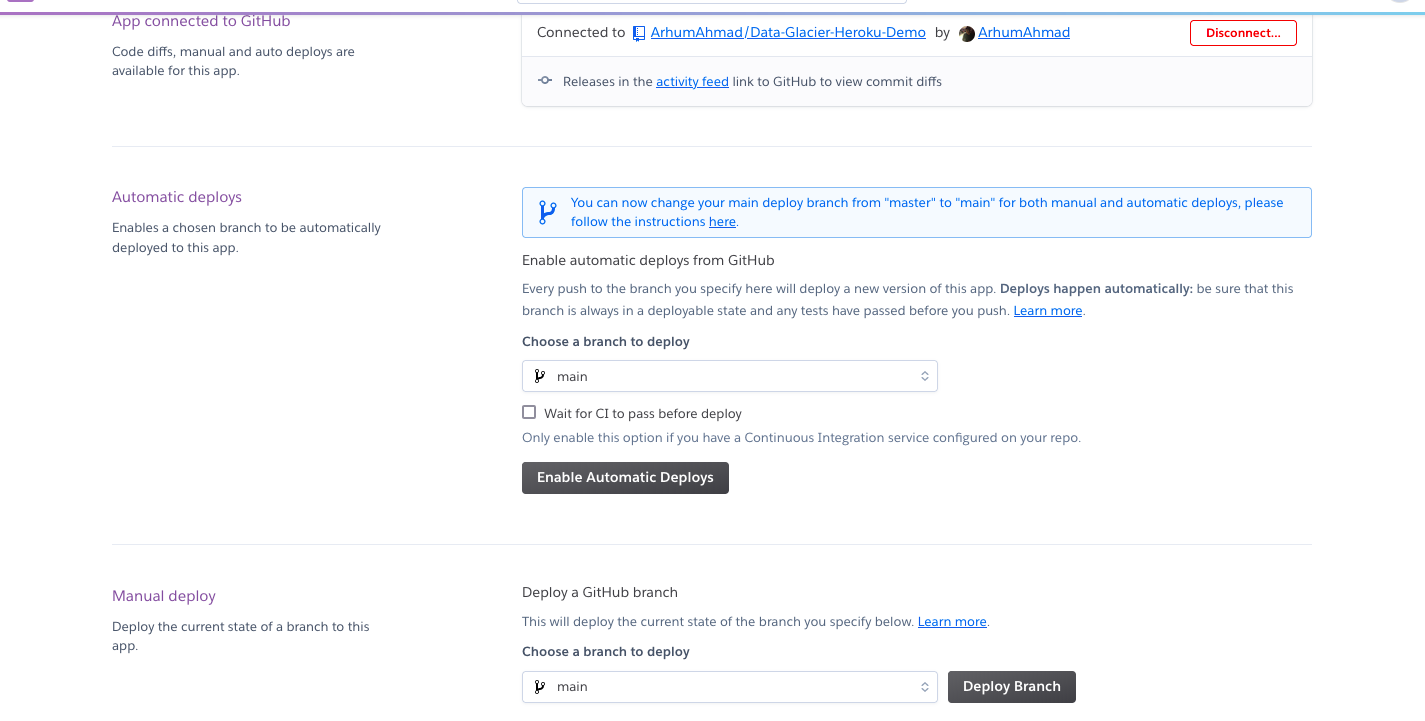 App connected to GitHub
Code diffs, manual and auto deploys are
available for this app.
Connected to ArhumAhmad/Data-Glacier-Heroku-Demo by ArhumAhmad
Disconnect...
Releases in the activity feed link to GitHub to view commit diffs
Automatic deploys
Enables a chosen branch to be automatically
deployed to this app.
You can now change your main deploy branch from "master" to "main" for both manual and automatic deploys, please
follow the instructions here.
Enable automatic deploys from GitHub
Every push to the branch you specify here will deploy a new version of this app. Deploys happen automatically: be sure that this
branch is always in a deployable state and any tests have passed before you push. Learn more.
Choose a branch to deploy
main
Wait for CI to pass before deploy
Only enable this option if you have a Continuous Integration service configured on your repo.
Enable Automatic Deploys
Manual deploy
Deploy the current state of a branch to this
app.
Deploy a GitHub branch
This will deploy the current state of the branch you specify below. Learn more.
Choose a branch to deploy
main
Deploy Branch